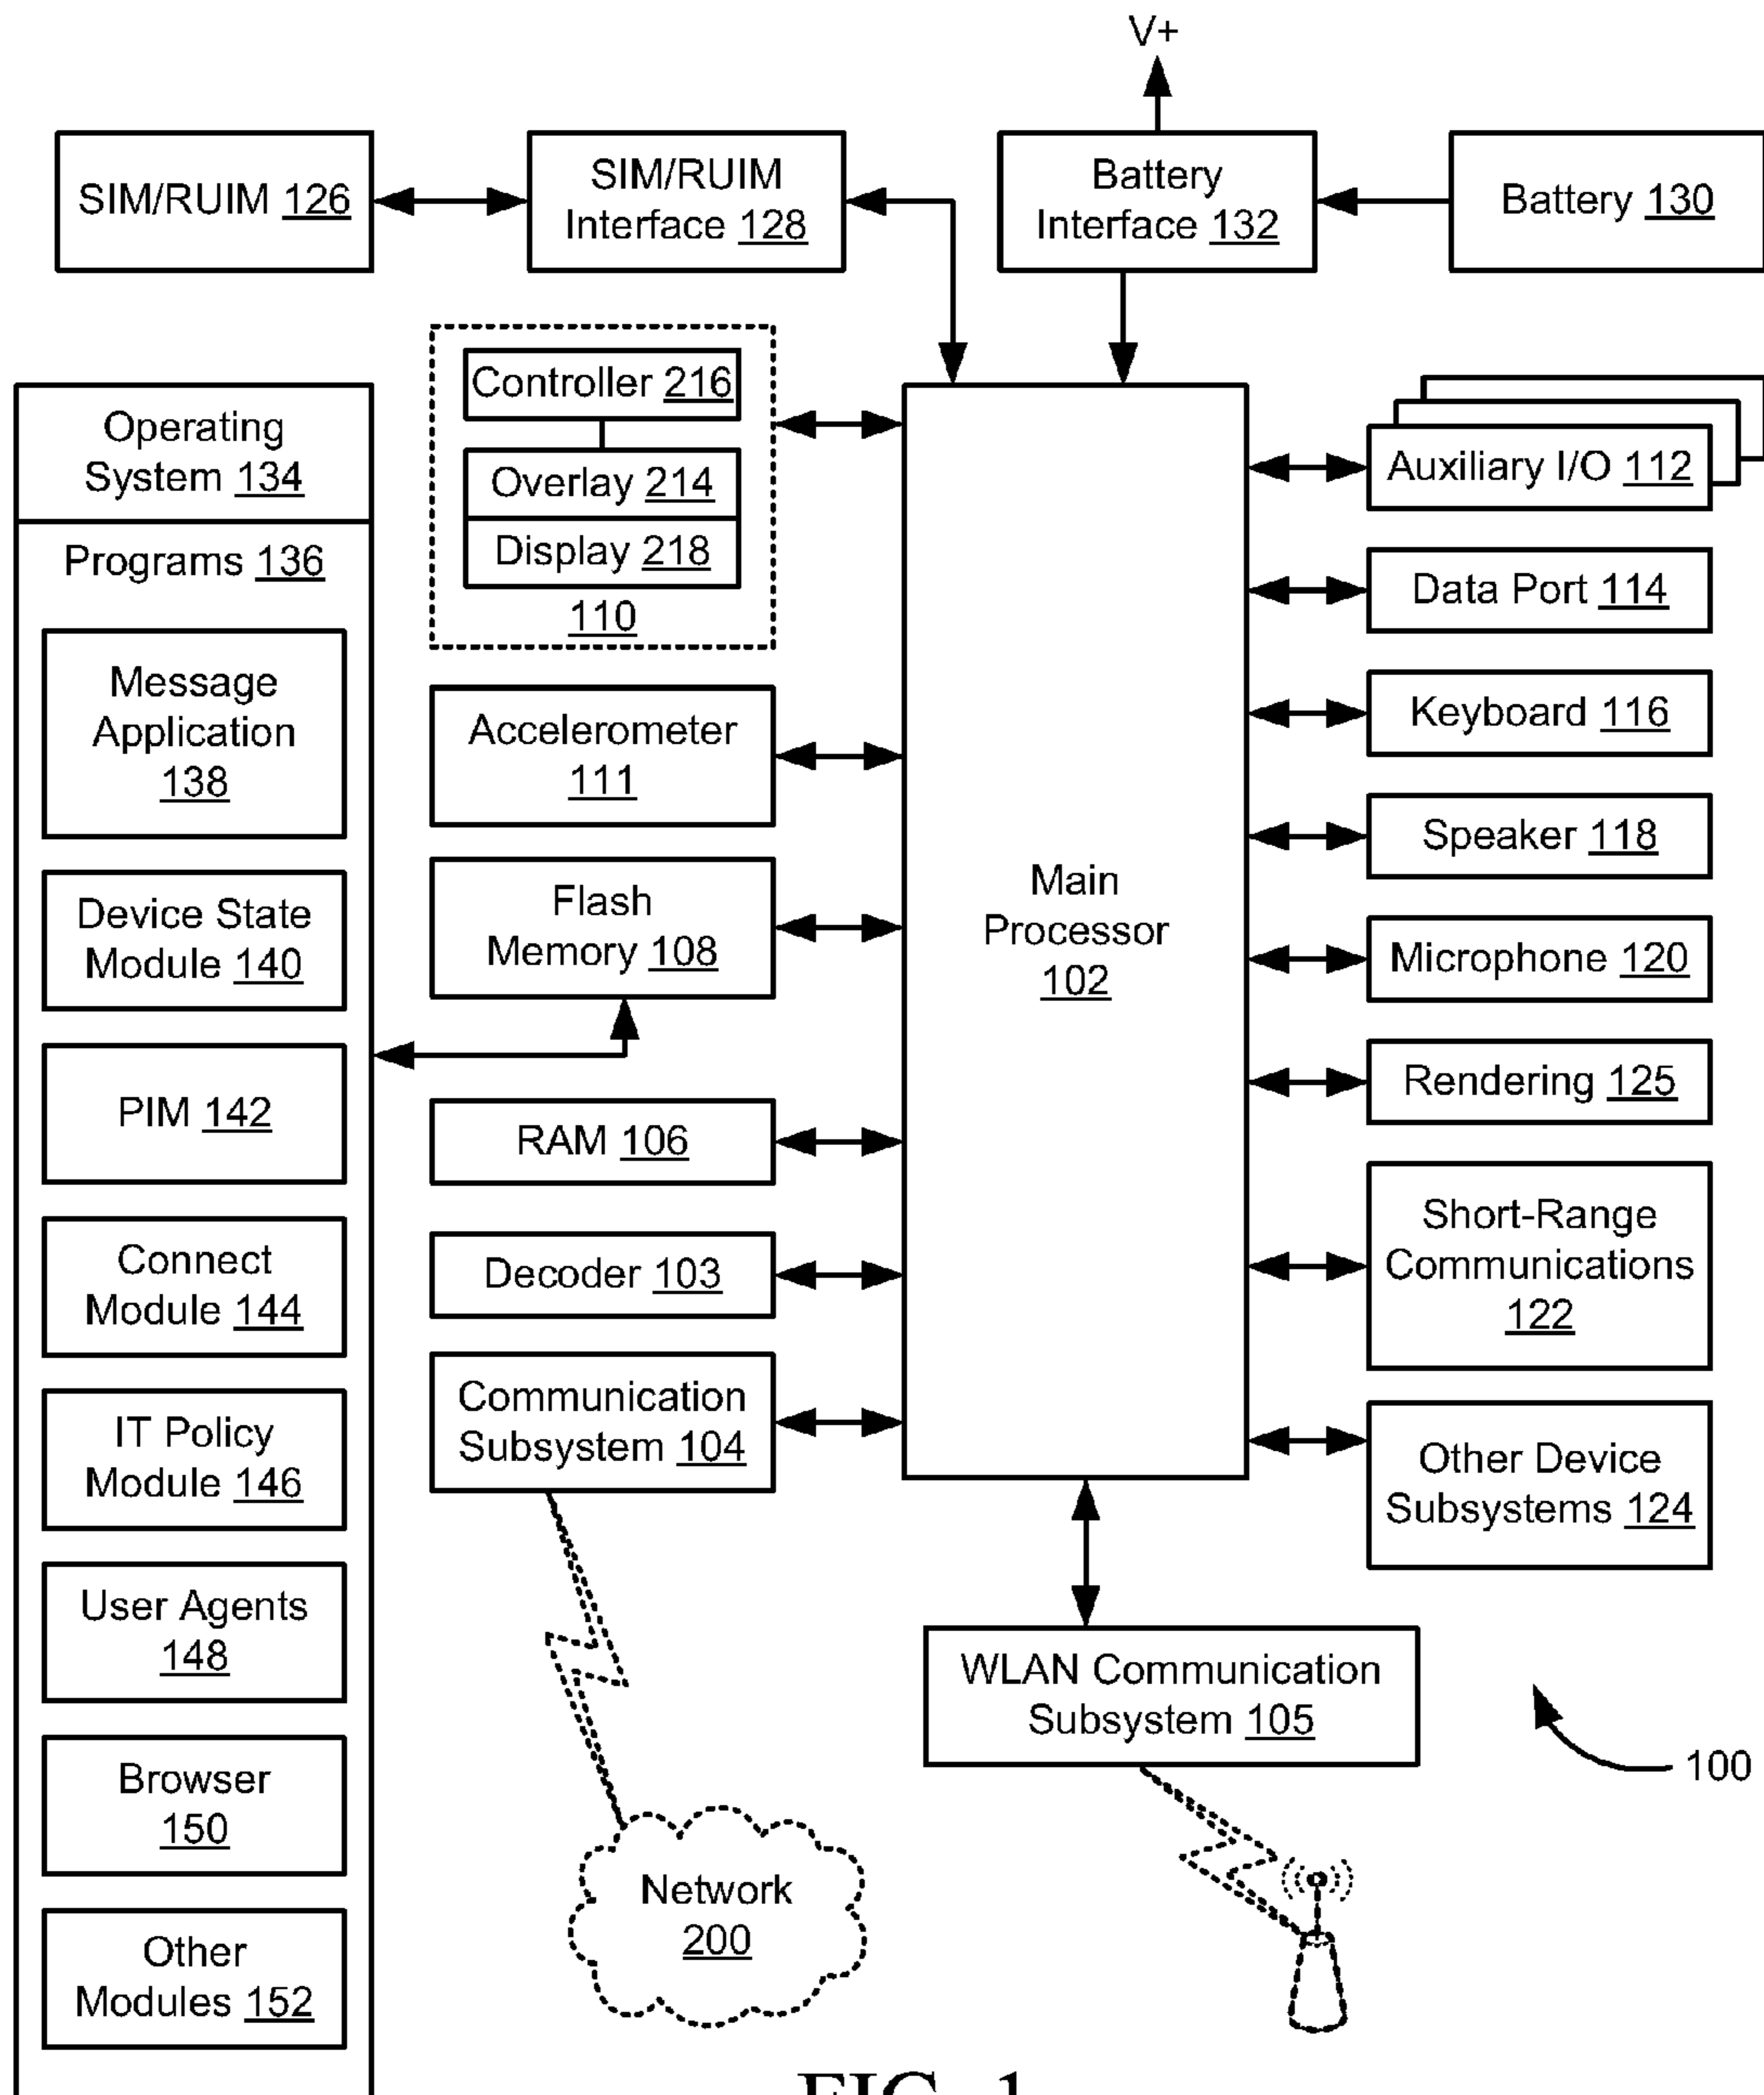 V+
SIM/RUIM 126
SIM/RUIM
Interface 128
Battery
Interface 132
Battery 130
Operating
System 134
Programs 136
Message
Application
138
Device State
Module 140
PIM 142
Connect
Module 144
IT Policy
Module 146
User Agents
148
Browser
150
Other
Modules 152
Controller 216
Overlay 214
Display 218
110
Accelerometer
111
Flash
Memory 108
RAM 106
Decoder 103
Communication
Subsystem 104
Network
200
Main
Processor
102
WLAN Communication
Subsystem 105
Auxiliary I/O 112
Data Port 114
Keyboard 116
Speaker 118
Microphone 120
Rendering 125
Short-Range
Communications
122
Other Device
Subsystems 124
100
FIG. 1